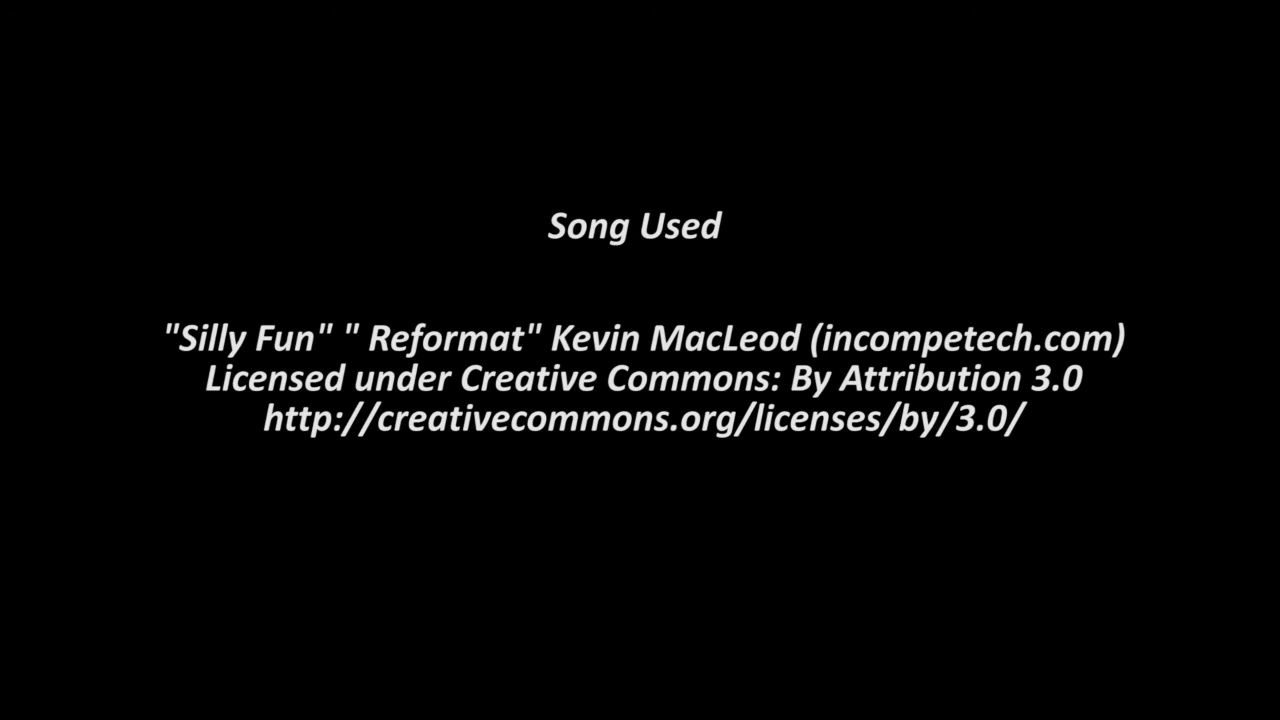 Song Used
"Silly Fun" " Reformat" Kevin MacLeod (incompetech.com)
Licensed under Creative Commons: By Attribution 3.0
http://creativecommons.org/licenses/by/3.0/